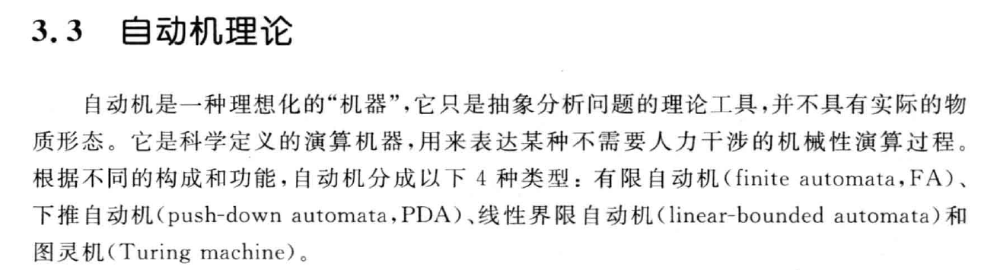 3.3 自动机理论
自动机是一种理想化的“机器”,它只是抽象分析问题的理论工具,并不具有实际的物
质形态。它是科学定义的演算机器,用来表达某种不需要人力干涉的机械性演算过程。
根据不同的构成和功能,自动机分成以下 4 种类型:有限自动机(finite automata,FA)、
下推自动机(push-down automata,PDA)、线性界限自动机(linear-bounded automata)和
图灵机(Turing machine)。